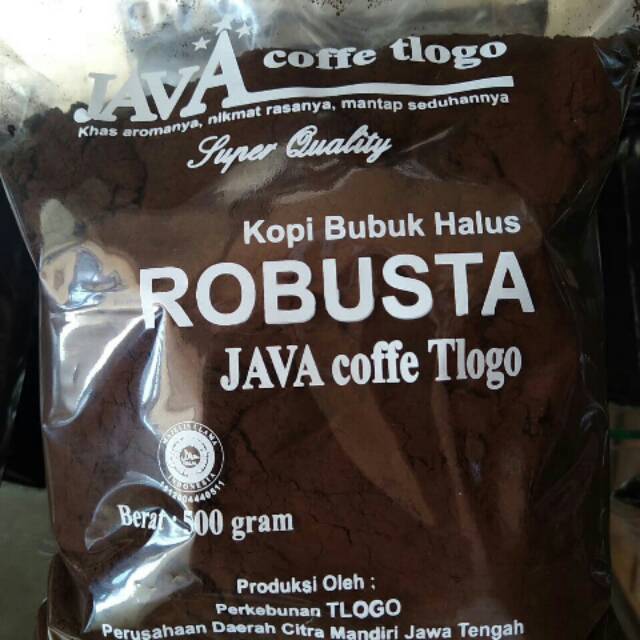 JAVA coffe tlogo
Khas aromanya, nikmat rasanya, mantap seduhannya
Super Quality
Kopi Bubuk Halus
ROBUSTA
JAVA coffe Tlogo
INDONESIA
Berat : 500 gram
Produksi Oleh ;
Perkebunan TLOGO
Perusahaan Daerah Citra Mandiri Jawa Tengah